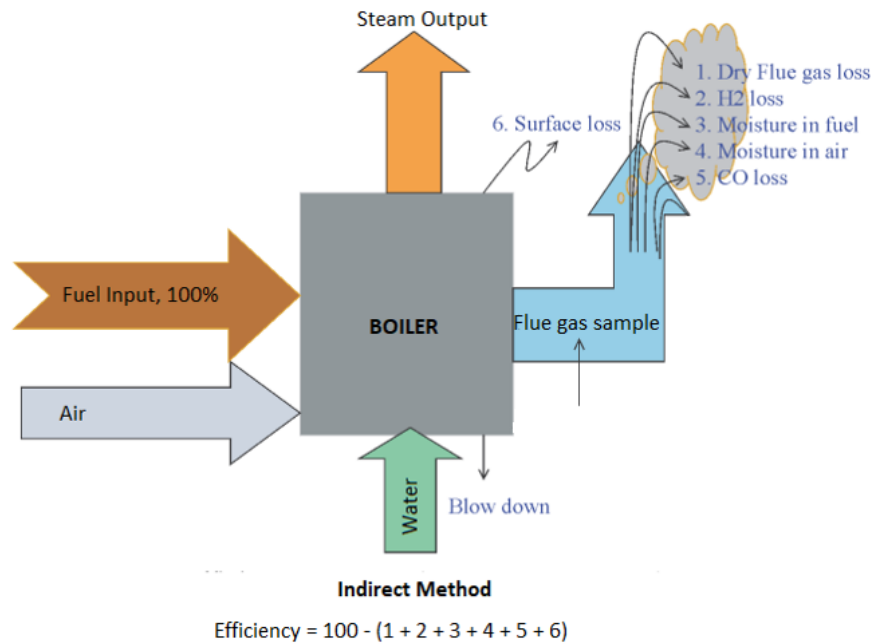 Steam Output
1. Dry Flue gas loss
2. H2 loss
6. Surface loss
3. Moisture in fuel
4. Moisture in air
5. CO loss
Fuel Input, 100%
BOILER
Flue gas sample
Air
Water
Blow down
Indirect Method
Efficiency = 100 - (1 + 2 + 3 + 4 + 5 + 6)